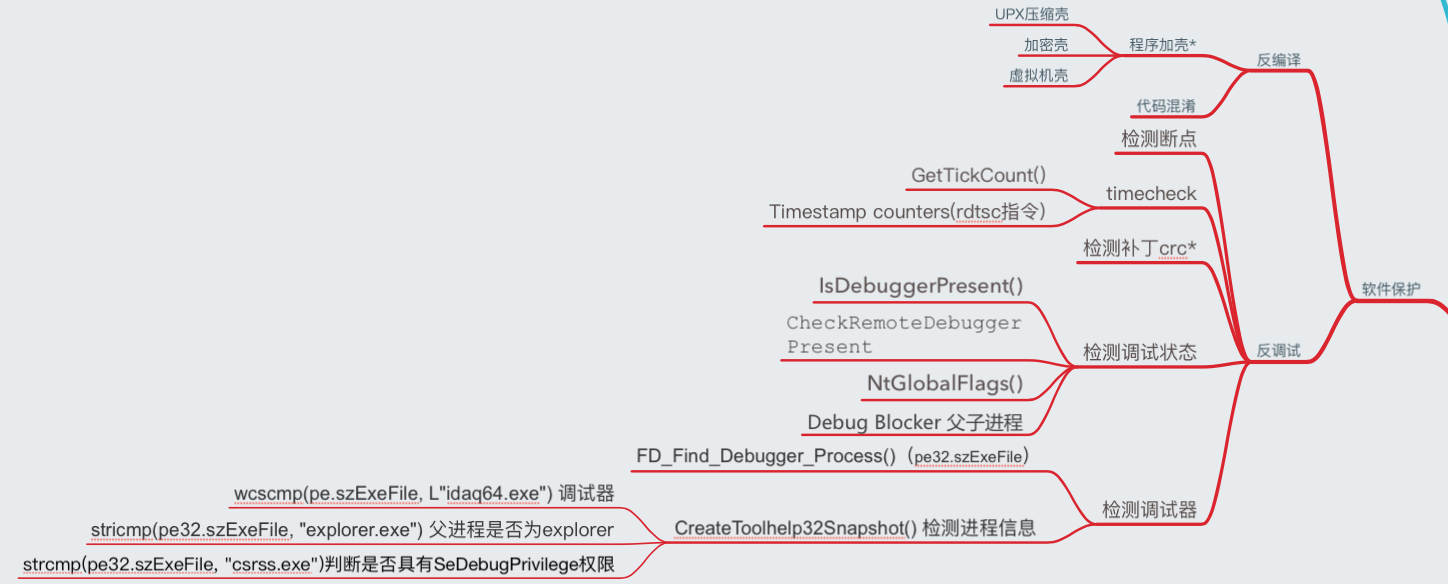 UPX压缩壳
加密壳
程序加壳*
反编译
虚拟机壳
代码混淆
检测断点
GetTickCount()
timecheck
Timestamp counters(rdtsc指令)
检测补丁crc*
IsDebuggerPresent()
软件保护
CheckRemoteDebugger
Present
检测调试状态
反调试
NtGlobalFlags()
Debug Blocker 父子进程
FD_Find_Debugger_Process()（pe32.szExeFile）
wcscmp(pe.szExeFile, L"idaq64.exe") 调试器
检测调试器
stricmp(pe32.szExeFile, "explorer.exe") 父进程是否为explorer
CreateToolhelp32Snapshot() 检测进程信息
strcmp(pe32.szExeFile, "csrss.exe")判断是否具有SeDebugPrivilege权限